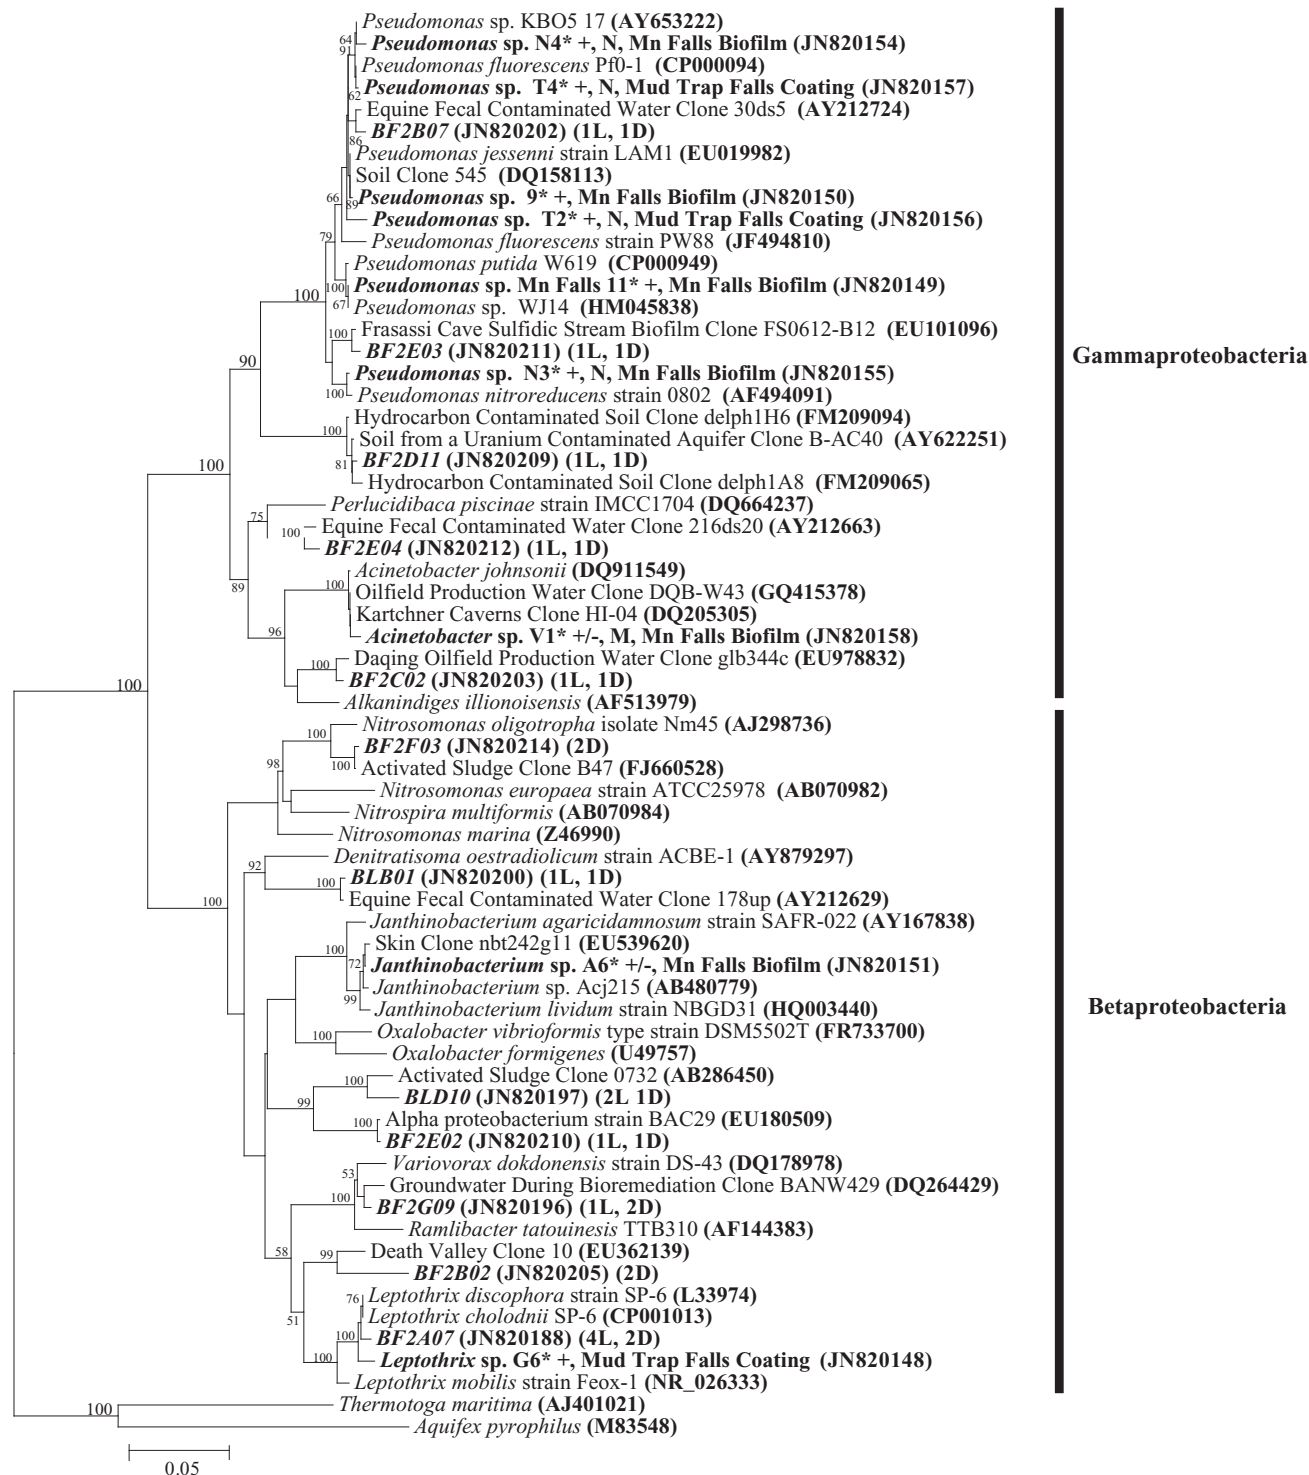 Pseudomonas sp. KBO5 17 (AY653222)
64
Pseudomonas sp. N4* +, N, Mn Falls Biofilm (JN820154)
91
Pseudomonas fluorescens Pf0-1 (CP000094)
Pseudomonas sp. T4* +, N, Mud Trap Falls Coating (JN820157)
62
Equine Fecal Contaminated Water Clone 30ds5 (AY212724)
BF2B07 (JN820202) (1L, 1D)
86
Pseudomonas jessenni strain LAM1 (EU019982)
Soil Clone 545 (DQ158113)
66
Pseudomonas sp. 9* +, Mn Falls Biofilm (JN820150)
89
Pseudomonas sp. T2* +, N, Mud Trap Falls Coating (JN820156)
79
Pseudomonas fluorescens strain PW88 (JF494810)
Pseudomonas putida W619 (CP000949)
100
100
Pseudomonas sp. Mn Falls 11* +, Mn Falls Biofilm (JN820149)
67
Pseudomonas sp. WJ14 (HM045838)
100
Frasassi Cave Sulfidic Stream Biofilm Clone FS0612-B12 (EU101096)
BF2E03 (JN820211) (1L, 1D)
Gammaproteobacteria
90
Pseudomonas sp. N3* +, N, Mn Falls Biofilm (JN820155)
100
Pseudomonas nitroreducens strain 0802 (AF494091)
Hydrocarbon Contaminated Soil Clone delph1H6 (FM209094)
100
Soil from a Uranium Contaminated Aquifer Clone B-AC40 (AY622251)
100
81
BF2D11 (JN820209) (1L, 1D)
Hydrocarbon Contaminated Soil Clone delph1A8 (FM209065)
Perlucidibaca piscinae strain IMCC1704 (DQ664237)
75
Equine Fecal Contaminated Water Clone 216ds20 (AY212663)
100
BF2E04 (JN820212) (1L, 1D)
Acinetobacter johnsonii (DQ911549)
89
100
Oilfield Production Water Clone DQB-W43 (GQ415378)
Kartchner Caverns Clone HI-04 (DQ205305)
96
Acinetobacter sp. V1* +/-, M, Mn Falls Biofilm (JN820158)
100
Daqing Oilfield Production Water Clone glb344c (EU978832)
BF2C02 (JN820203) (1L, 1D)
100
Alkanindiges illionoisensis (AF513979)
Nitrosomonas oligotropha isolate Nm45 (AJ298736)
100
BF2F03 (JN820214) (2D)
98
100
Activated Sludge Clone B47 (FJ660528)
Nitrosomonas europaea strain ATCC25978 (AB070982)
Nitrospira multiformis (AB070984)
Nitrosomonas marina (Z46990)
Denitratisoma oestradiolicum strain ACBE-1 (AY879297)
92
BLB01 (JN820200) (1L, 1D)
100
100
Equine Fecal Contaminated Water Clone 178up (AY212629)
Janthinobacterium agaricidamnosum strain SAFR-022 (AY167838)
100
Skin Clone nbt242g11 (EU539620)
72
Janthinobacterium sp. A6* +/-, Mn Falls Biofilm (JN820151)
Janthinobacterium sp. Acj215 (AB480779)
99
Janthinobacterium lividum strain NBGD31 (HQ003440)
Betaproteobacteria
Oxalobacter vibrioformis type strain DSM5502T (FR733700)
100
Oxalobacter formigenes (U49757)
Activated Sludge Clone 0732 (AB286450)
100
BLD10 (JN820197) (2L 1D)
99
Alpha proteobacterium strain BAC29 (EU180509)
100
BF2E02 (JN820210) (1L, 1D)
Variovorax dokdonensis strain DS-43 (DQ178978)
53
Groundwater During Bioremediation Clone BANW429 (DQ264429)
100
BF2G09 (JN820196) (1L, 2D)
Ramlibacter tatouinesis TTB310 (AF144383)
58
99
Death Valley Clone 10 (EU362139)
BF2B02 (JN820205) (2D)
76
Leptothrix discophora strain SP-6 (L33974)
51
Leptothrix cholodnii SP-6 (CP001013)
100
BF2A07 (JN820188) (4L, 2D)
100
Leptothrix sp. G6* +, Mud Trap Falls Coating (JN820148)
Leptothrix mobilis strain Feox-1 (NR_026333)
100
Thermotoga maritima (AJ401021)
Aquifex pyrophilus (M83548)
0.05